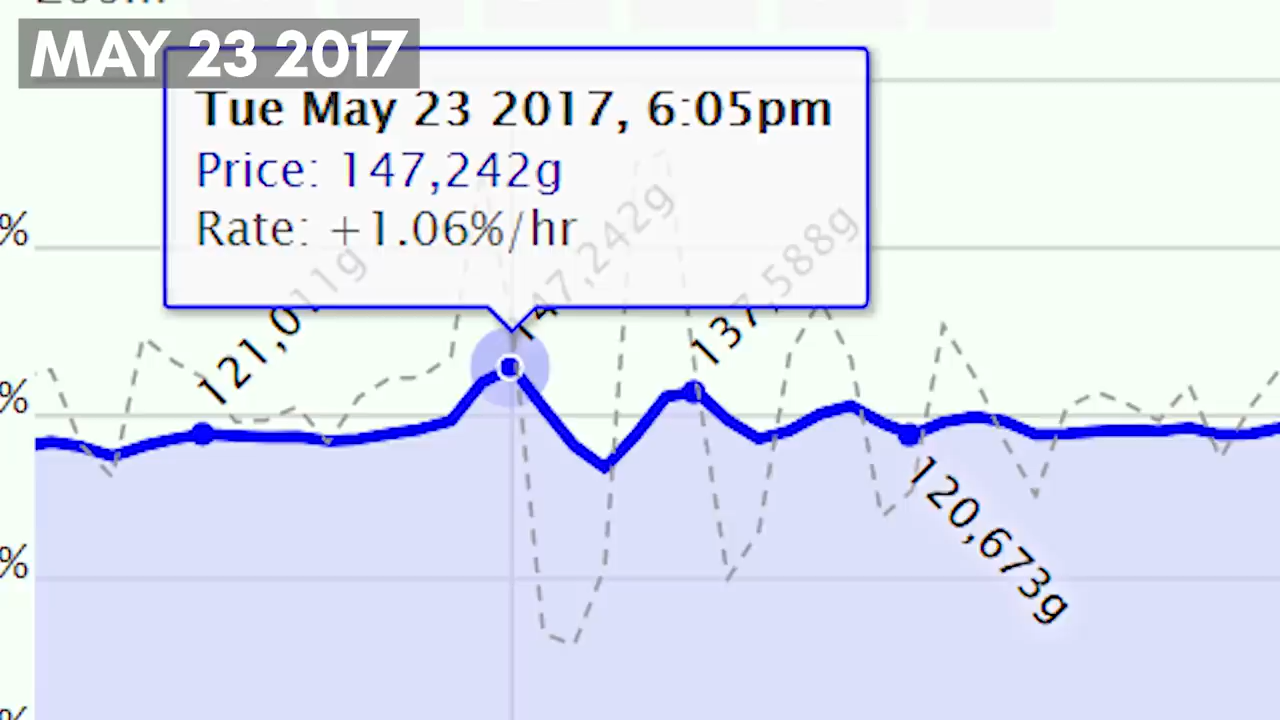 MAY 23 2017
Tue May 23 2017, 6:05pm
Price: 147,242g
Rate: +1.06%/hr
121,011g
147,242g
137,588g
120,673g
%
%
%
%